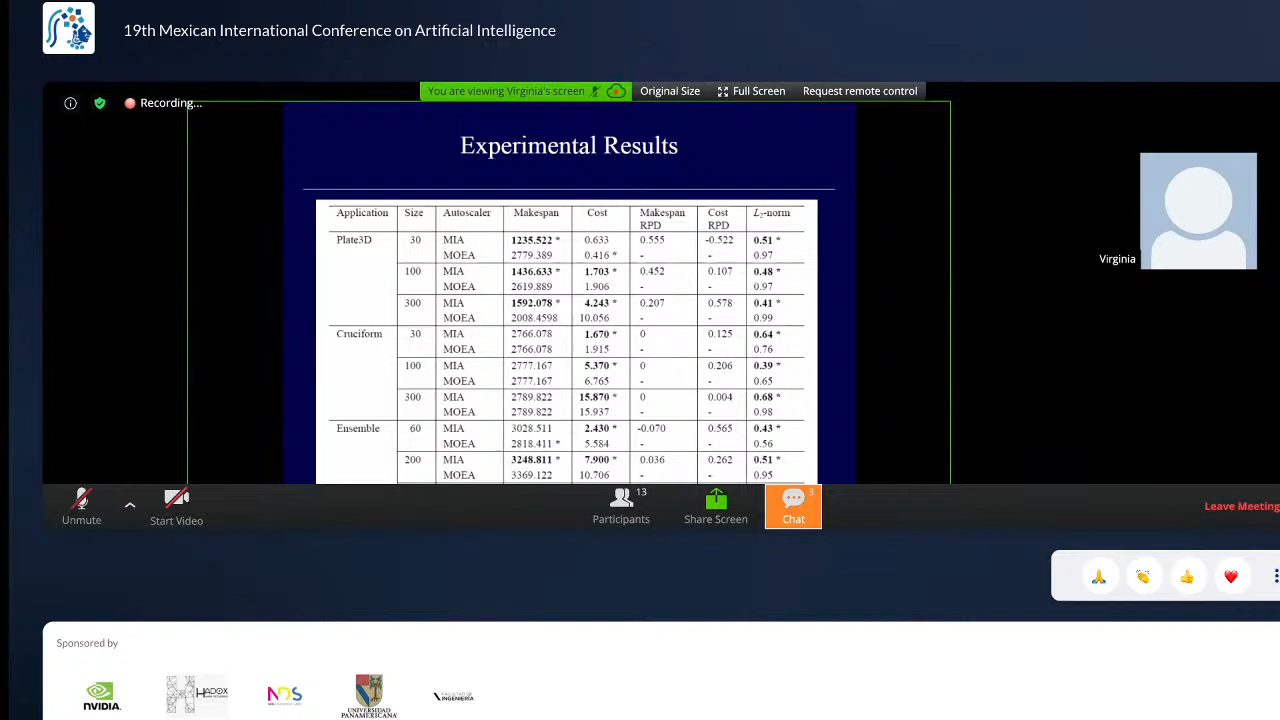 19th Mexican International Conference on Artificial Intelligence
You are viewing Virginia's screen Original Size Full Screen Request remote control
Recording...
Experimental Results
Application Size Autoscaler Makespan Cost Makespan RPD Cost RPD L2-norm
Plate3D 30 MIA 1235.522 * 0.633 0.555 -0.522 0.51 *
MOEA 2779.389 0.416 * - - 0.97
100 MIA 1436.633 * 1.703 * 0.452 0.107 0.48 *
MOEA 2619.889 1.906 - - 0.97
300 MIA 1592.078 * 4.243 * 0.207 0.578 0.41 *
MOEA 2008.4598 10.056 - - 0.99
Cruciform 30 MIA 2766.078 1.670 * 0 0.125 0.64 *
MOEA 2766.078 1.915 - - 0.76
100 MIA 2777.167 5.370 * 0 0.206 0.39 *
MOEA 2777.167 6.765 - - 0.65
300 MIA 2789.822 15.870 * 0 0.004 0.68 *
MOEA 2789.822 15.937 - - 0.98
Ensemble 60 MIA 3028.511 2.430 * -0.070 0.565 0.43 *
MOEA 2818.411 * 5.584 - - 0.56
200 MIA 3248.811 * 7.900 * 0.036 0.262 0.51 *
MOEA 3369.122 10.706 - - 0.95
Virginia
Unmute Start Video Participants 13 Share Screen Chat 3 Leave Meeting
Sponsored by
NVIDIA. HADOX NDS UNIVERSIDAD PANAMERICANA FACULTAD DE INGENIERÍA